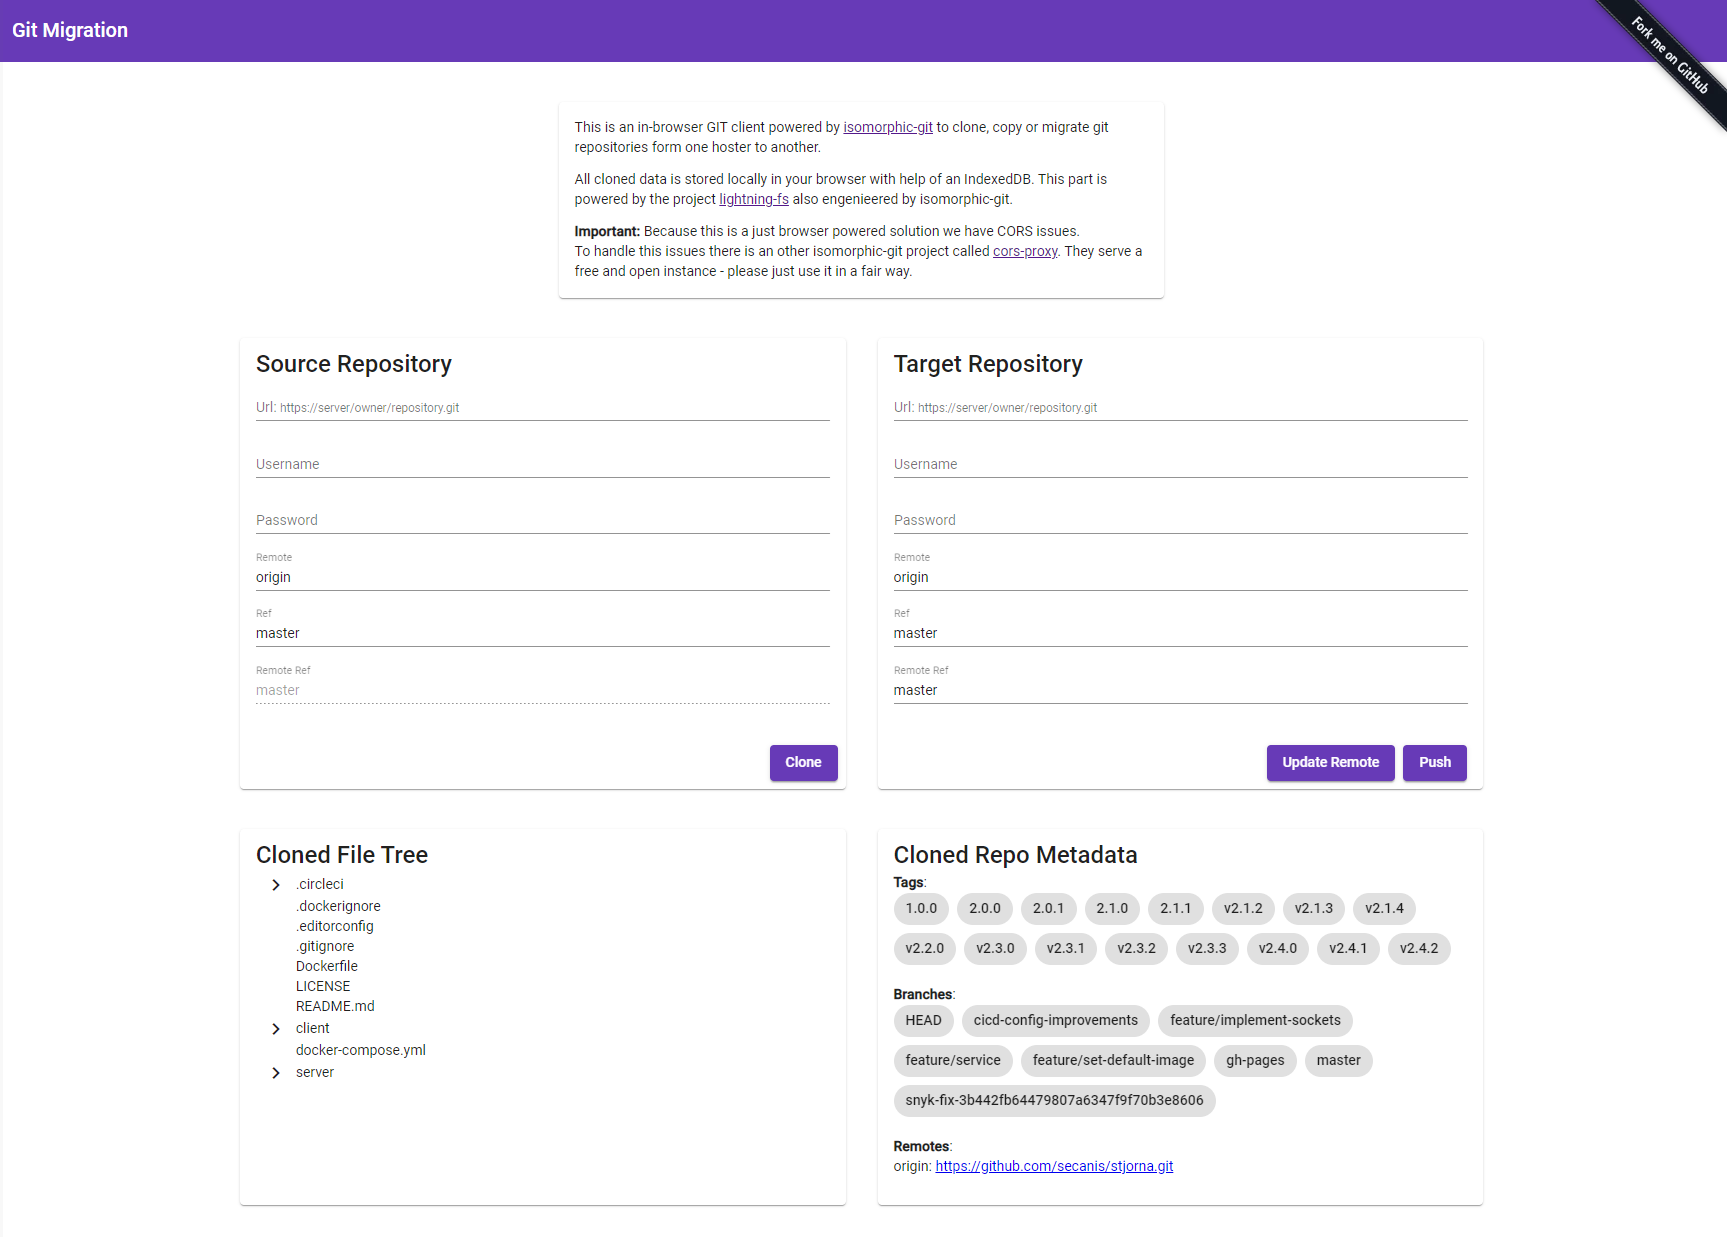 Git Migration
Fork me on GitHub
This is an in-browser GIT client powered by isomorphic-git to clone, copy or migrate git
repositories form one hoster to another.
All cloned data is stored locally in your browser with help of an IndexedDB. This part is
powered by the project lightning-fs also engenieered by isomorphic-git.
Important: Because this is a just browser powered solution we have CORS issues.
To handle this issues there is an other isomorphic-git project called cors-proxy. They serve a
free and open instance - please just use it in a fair way.
Source Repository
Url: https://server/owner/repository.git
Username
Password
Remote
origin
Ref
master
Remote Ref
master
Clone
Target Repository
Url: https://server/owner/repository.git
Username
Password
Remote
origin
Ref
master
Remote Ref
master
Update Remote Push
Cloned File Tree
.circleci
.dockerignore
.editorconfig
.gitignore
Dockerfile
LICENSE
README.md
client
docker-compose.yml
server
Cloned Repo Metadata
Tags:
1.0.0 2.0.0 2.0.1 2.1.0 2.1.1 v2.1.2 v2.1.3 v2.1.4
v2.2.0 v2.3.0 v2.3.1 v2.3.2 v2.3.3 v2.4.0 v2.4.1 v2.4.2
Branches:
HEAD cicd-config-improvements feature/implement-sockets
feature/service feature/set-default-image gh-pages master
snyk-fix-3b442fb64479807a6347f9f70b3e8606
Remotes:
origin: https://github.com/secanis/stjorna.git